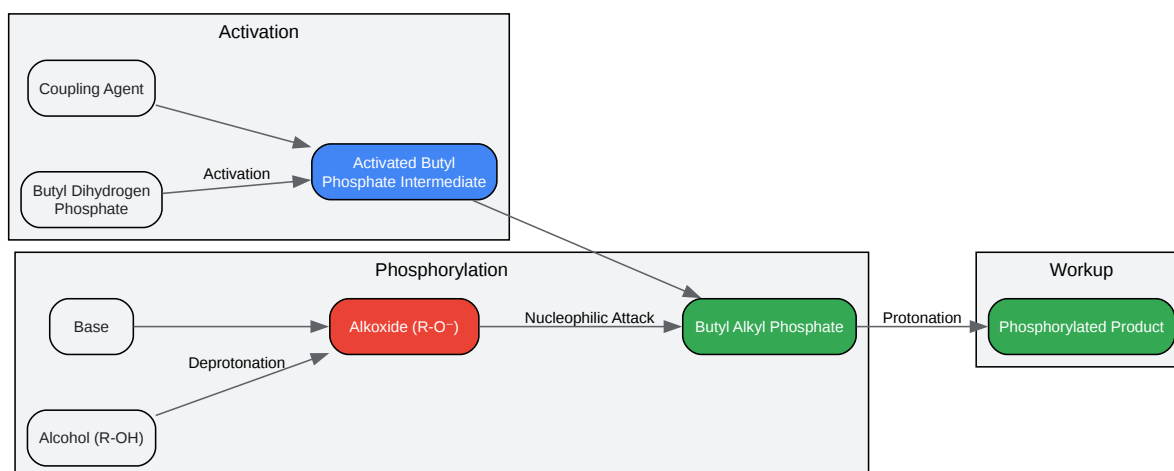 Activation
Coupling Agent
Activation
Activated Butyl
Phosphate Intermediate
Butyl Dihydrogen
Phosphate
Phosphorylation
Base
Alkoxide (R-O⁻)
Nucleophilic Attack
Butyl Alkyl Phosphate
Deprotonation
Alcohol (R-OH)
Protonation
Workup
Phosphorylated Product